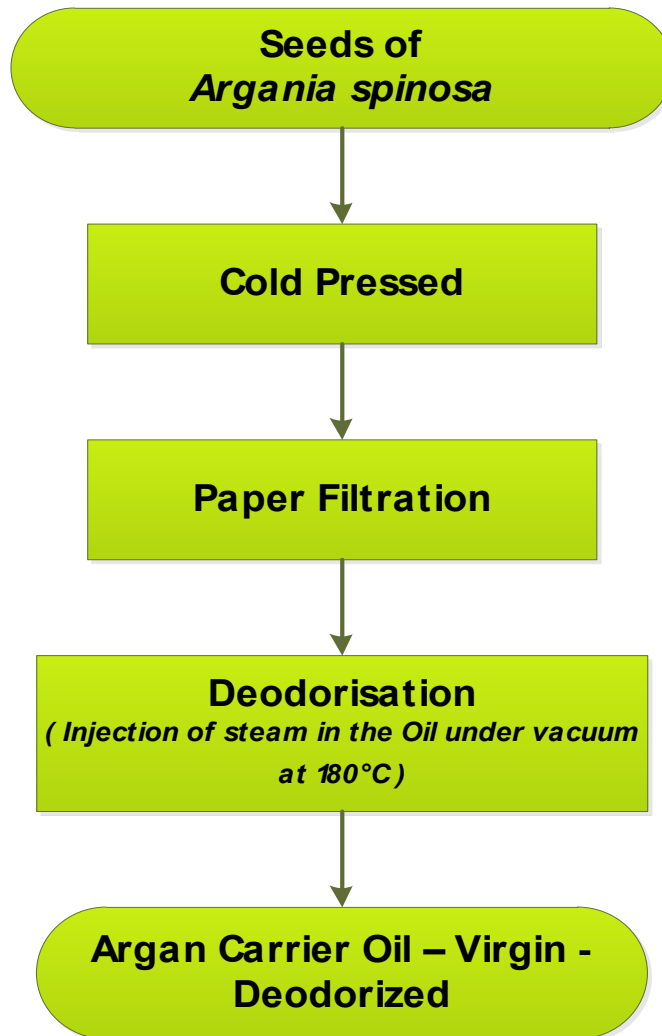 Seeds of
Argania spinosa
Cold Pressed
Paper Filtration
Deodorisation
( Injection of steam in the Oil under vacuum
at 180°C)
Argan Carrier Oil – Virgin -
Deodorized